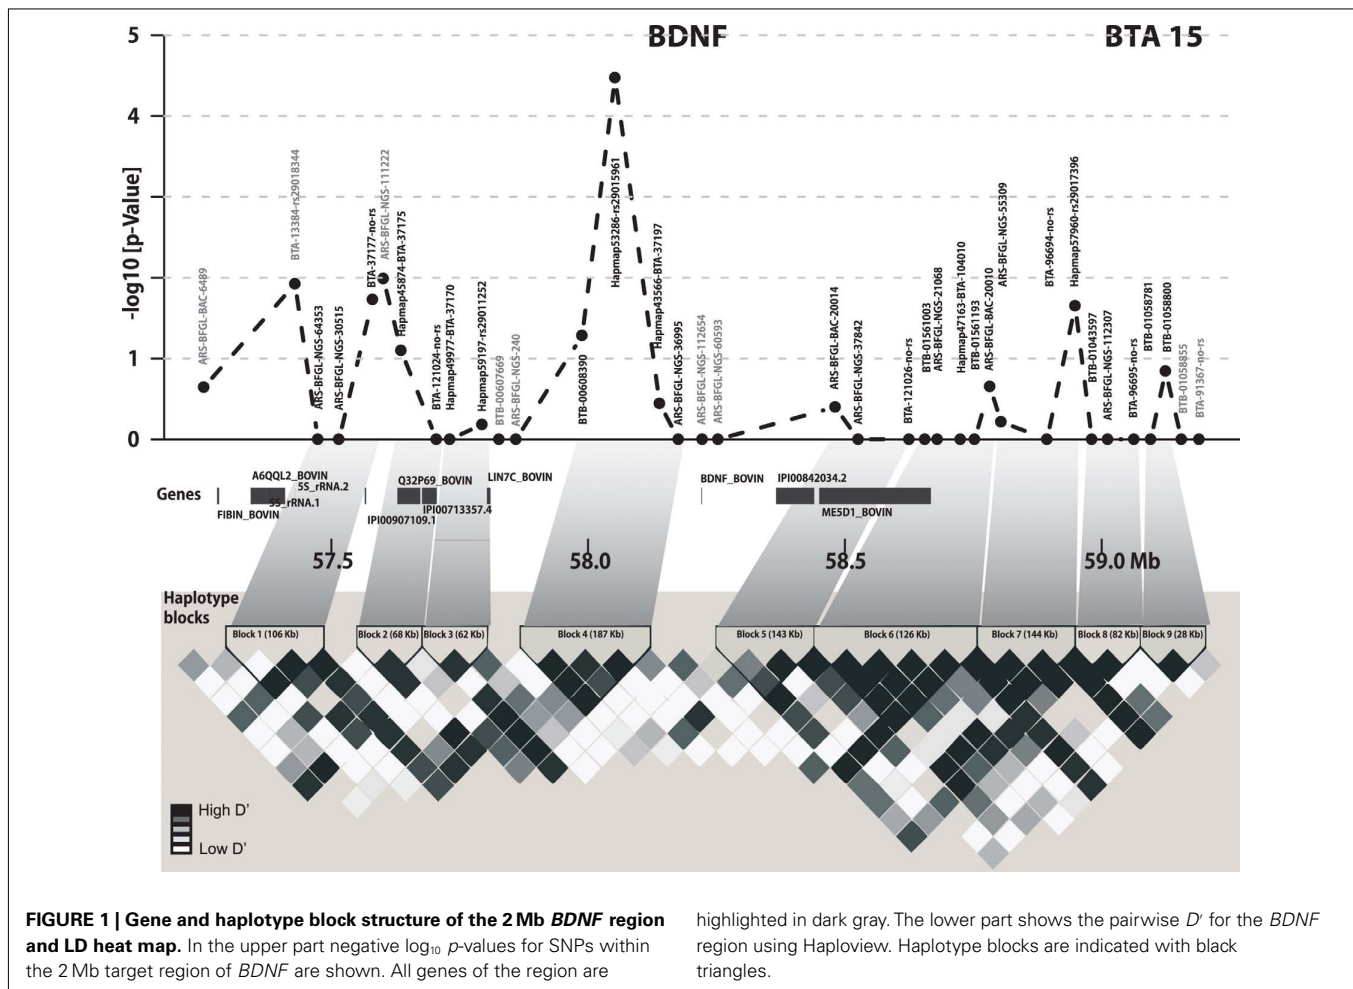 BDNF
BTA 15
5
4
1
0
-log10 [p-Value]
ARS-BFGL-BAC-6489
BTA-13384-rs29018344
ARS-BFGL-NGS-64353
ARS-BFGL-NGS-30515
BTA-37177-no-rs
ARS-BFGL-NGS-111222
Hapmap45874-BTA-37175
BTA-121024-no-rs
Hapmap49977-BTA-37170
Hapmap59197-rs29011252
BTB-00607669
ARS-BFGL-NGS-240
BTB-00608390
Hapmap53286-rs29015961
Hapmap43566-BTA-37197
ARS-BFGL-NGS-36995
ARS-BFGL-NGS-112654
ARS-BFGL-NGS-60593
ARS-BFGL-BAC-20014
ARS-BFGL-NGS-37842
BTA-121026-no-rs
BTB-01561003
ARS-BFGL-NGS-21068
Hapmap47163-BTA-104010
BTB-01561193
ARS-BFGL-BAC-20010
ARS-BFGL-NGS-55309
BTA-96694-no-rs
Hapmap57960-rs29017396
BTB-01043597
ARS-BFGL-NGS-112307
BTA-96695-no-rs
BTB-01058781
BTB-01058800
BTB-01058855
BTA-91367-no-rs
Genes
FIBIN_BOVIN
A6QQL2_BOVIN
5S_rRNA.2
5S_rRNA.1
Q32P69_BOVIN
IPI00907109.1
IPI00713357.4
LIN7C_BOVIN
BDNF_BOVIN
IPI00842034.2
ME5D1_BOVIN
57.5
58.0
58.5
59.0 Mb
Haplotype
blocks
Block 1 (106 Kb)
Block 2 (68 Kb)
Block 3 (62 Kb)
Block 4 (187 Kb)
Block 5 (143 Kb)
Block 6 (126 Kb)
Block 7 (144 Kb)
Block 8 (82 Kb)
Block 9 (28 Kb)
High D'
Low D'
FIGURE 1 | Gene and haplotype block structure of the 2 Mb BDNF region
and LD heat map. In the upper part negative log₁₀ p-values for SNPs within
the 2 Mb target region of BDNF are shown. All genes of the region are
highlighted in dark gray. The lower part shows the pairwise D′ for the BDNF
region using Haploview. Haplotype blocks are indicated with black
triangles.